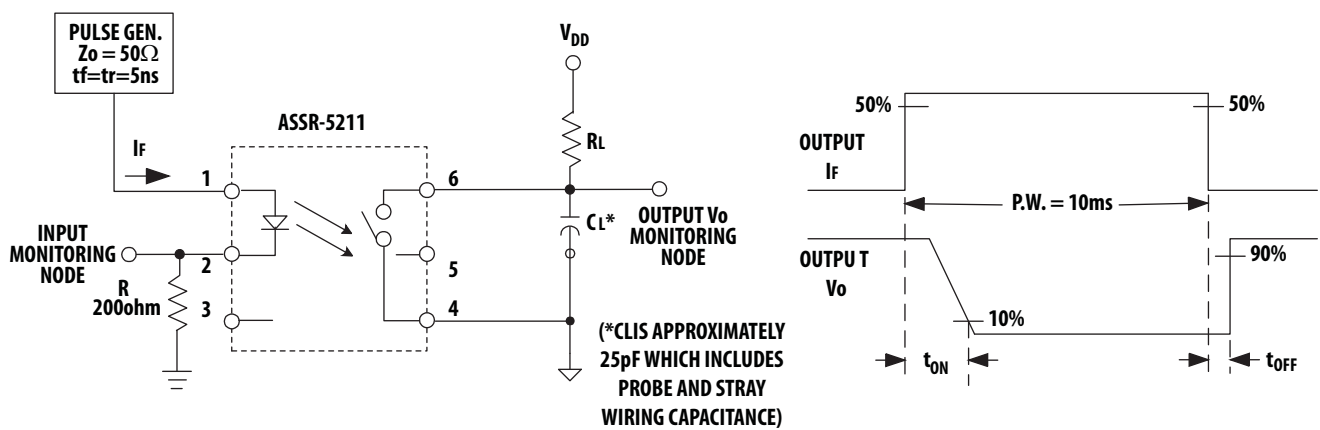 PULSE GEN.
Zo = 50Ω
tf=tr=5ns
VDD
ASSR-5211
RL
IF
1
6
CL*
OUTPUT Vo
MONITORING
NODE
INPUT
MONITORING
NODE
2
5
R
200ohm
3
4
(*CLIS APPROXIMATELY
25pF WHICH INCLUDES
PROBE AND STRAY
WIRING CAPACITANCE)
50%
50%
OUTPUT
IF
P.W. = 10ms
OUTPU T
Vo
90%
10%
tON
tOFF